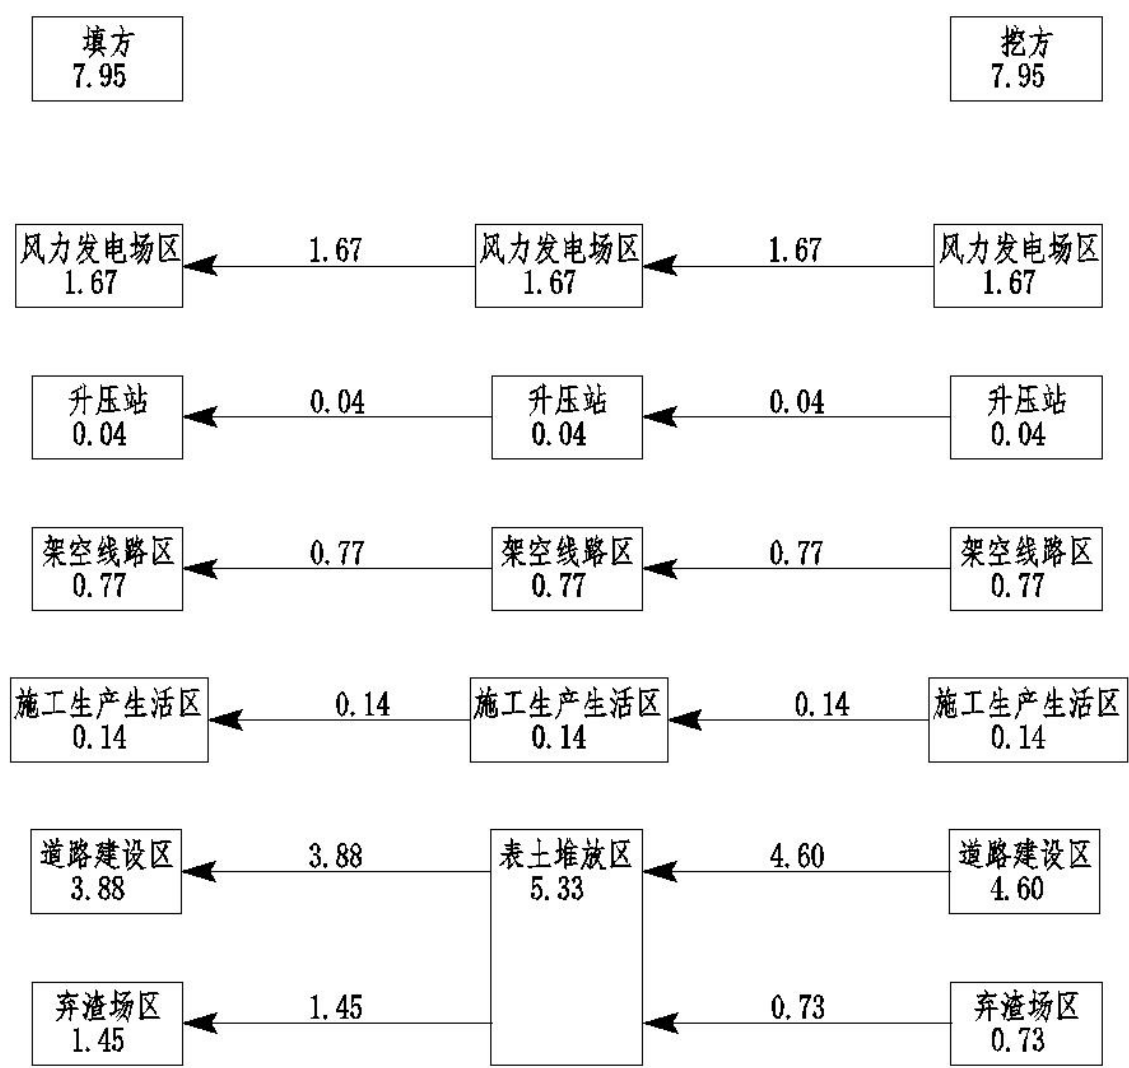 填方
7.95
挖方
7.95
风力发电场区
1.67
1.67
风力发电场区
1.67
1.67
风力发电场区
1.67
升压站
0.04
0.04
升压站
0.04
0.04
升压站
0.04
架空线路区
0.77
0.77
架空线路区
0.77
0.77
架空线路区
0.77
施工生产生活区
0.14
0.14
施工生产生活区
0.14
0.14
施工生产生活区
0.14
道路建设区
3.88
3.88
表土堆放区
5.33
4.60
道路建设区
4.60
弃渣场区
1.45
1.45
0.73
弃渣场区
0.73